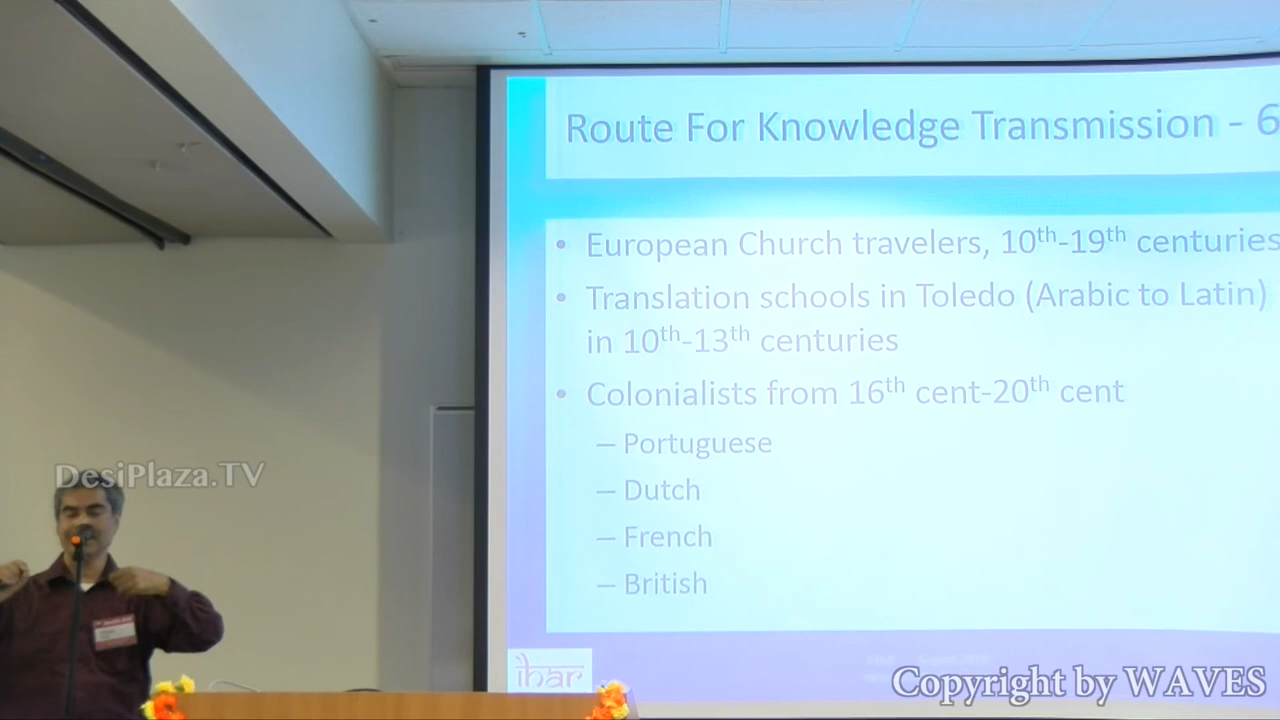 Route For Knowledge Transmission - 6
• European Church travelers, 10th-19th centuries
• Translation schools in Toledo (Arabic to Latin)
in 10th-13th centuries
• Colonialists from 16th cent-20th cent
– Portuguese
– Dutch
– French
– British
DesiPlaza.TV
ihar
Copyright by WAVES